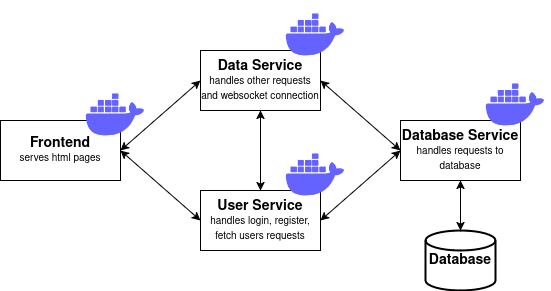 Data Service
handles other requests
and websocket connection
Frontend
serves html pages
Database Service
handles requests to
database
User Service
handles login, register,
fetch users requests
Database